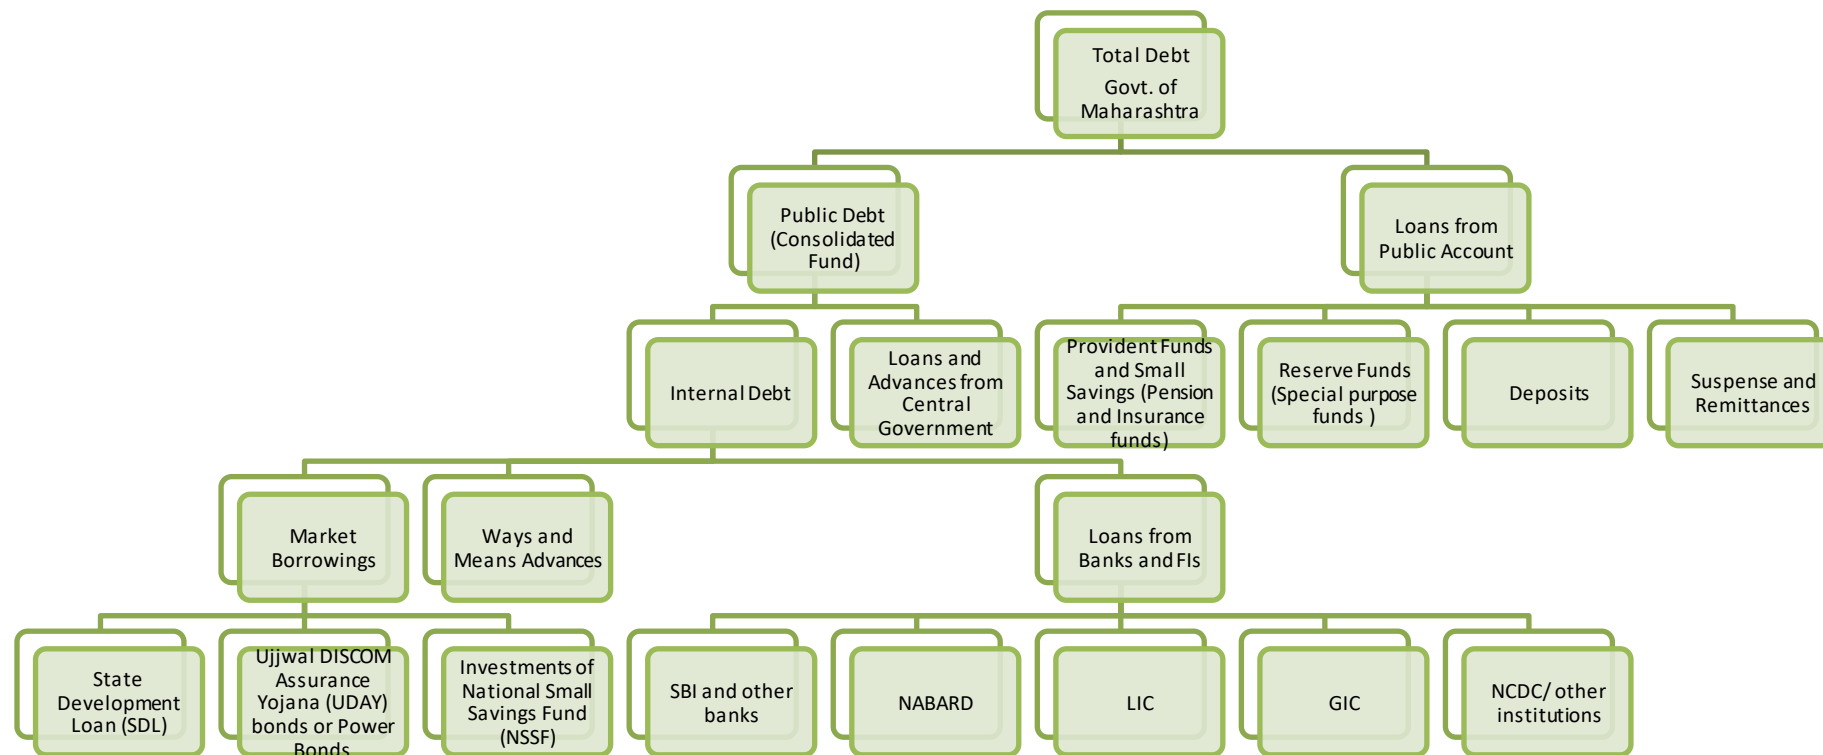 Total Debt
Govt. of
Maharashtra
Public Debt
(Consolidated
Fund)
Loans from
Public Account
Internal Debt
Loans and
Advances from
Central
Government
Provident Funds
and Small
Savings (Pension
and Insurance
funds)
Reserve Funds
(Special purpose
funds )
Deposits
Suspense and
Remittances
Market
Borrowings
Ways and
Means Advances
Loans from
Banks and FIs
State
Development
Loan (SDL)
Ujjwal DISCOM
Assurance
Yojana (UDAY)
bonds or Power
Bonds
Investments of
National Small
Savings Fund
(NSSF)
SBI and other
banks
NABARD
LIC
GIC
NCDC/ other
institutions